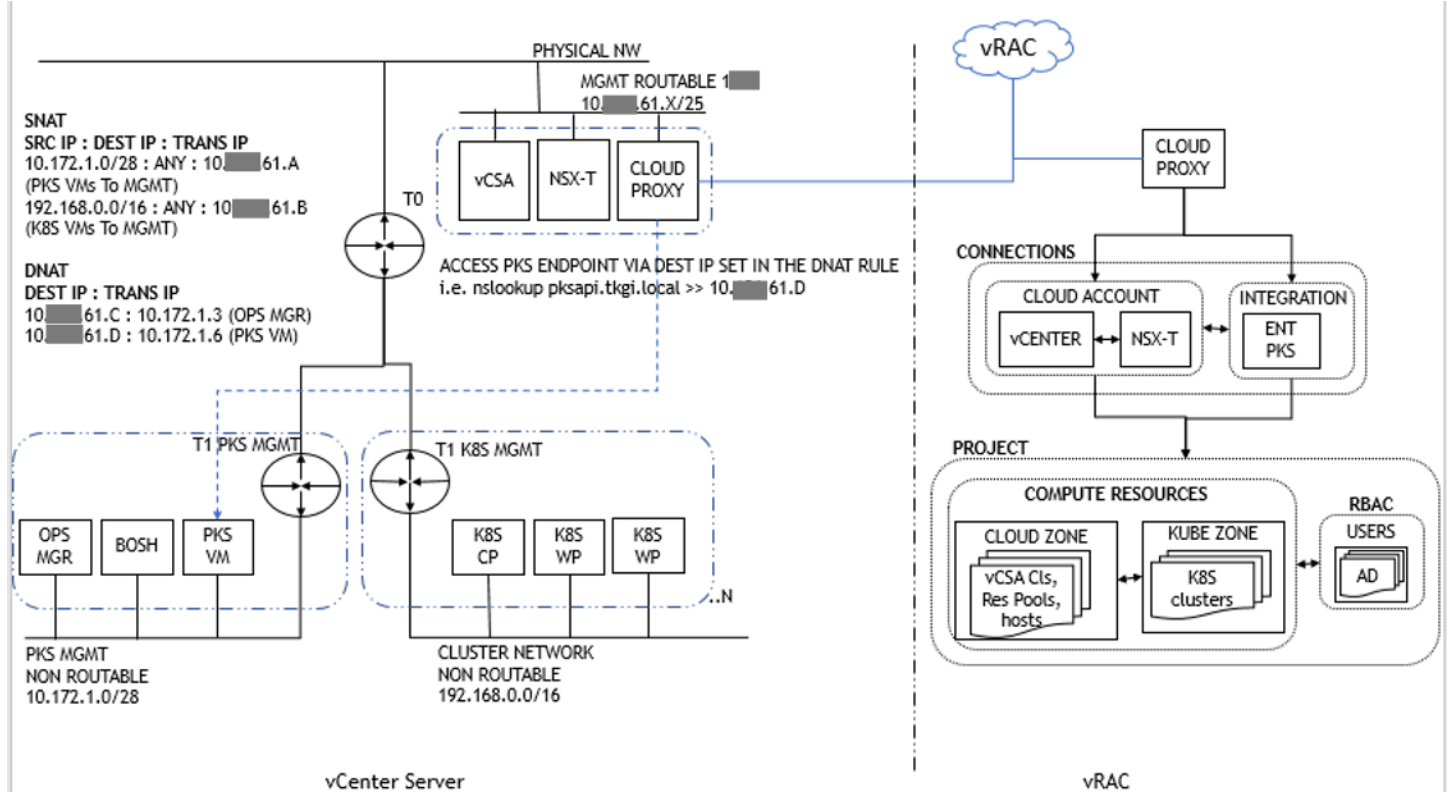 PHYSICAL NW
MGMT ROUTABLE 1
10. .61.X/25
SNAT
SRC IP : DEST IP : TRANS IP
10.172.1.0/28 : ANY : 10. 61.A
(PKS VMs To MGMT)
192.168.0.0/16 : ANY : 10 61.B
(K8S VMs To MGMT)
DNAT
DEST IP : TRANS IP
10. .61.C : 10.172.1.3 (OPS MGR)
10. .61.D : 10.172.1.6 (PKS VM)
T0
vCSA
NSX-T
CLOUD
PROXY
ACCESS PKS ENDPOINT VIA DEST IP SET IN THE DNAT RULE
i.e. nslookup pksapi.tkgi.local >> 10. 61.D
T1 PKS MGMT
OPS
MGR
BOSH
PKS
VM
PKS MGMT
NON ROUTABLE
10.172.1.0/28
T1 K8S MGMT
K8S
CP
K8S
WP
K8S
WP
..N
CLUSTER NETWORK
NON ROUTABLE
192.168.0.0/16
vCenter Server
vRAC
CLOUD
PROXY
CONNECTIONS
CLOUD ACCOUNT
vCENTER
NSX-T
INTEGRATION
ENT
PKS
PROJECT
COMPUTE RESOURCES
CLOUD ZONE
vCSA Cls,
Res Pools,
hosts
KUBE ZONE
K8S
clusters
RBAC
USERS
AD
vRAC